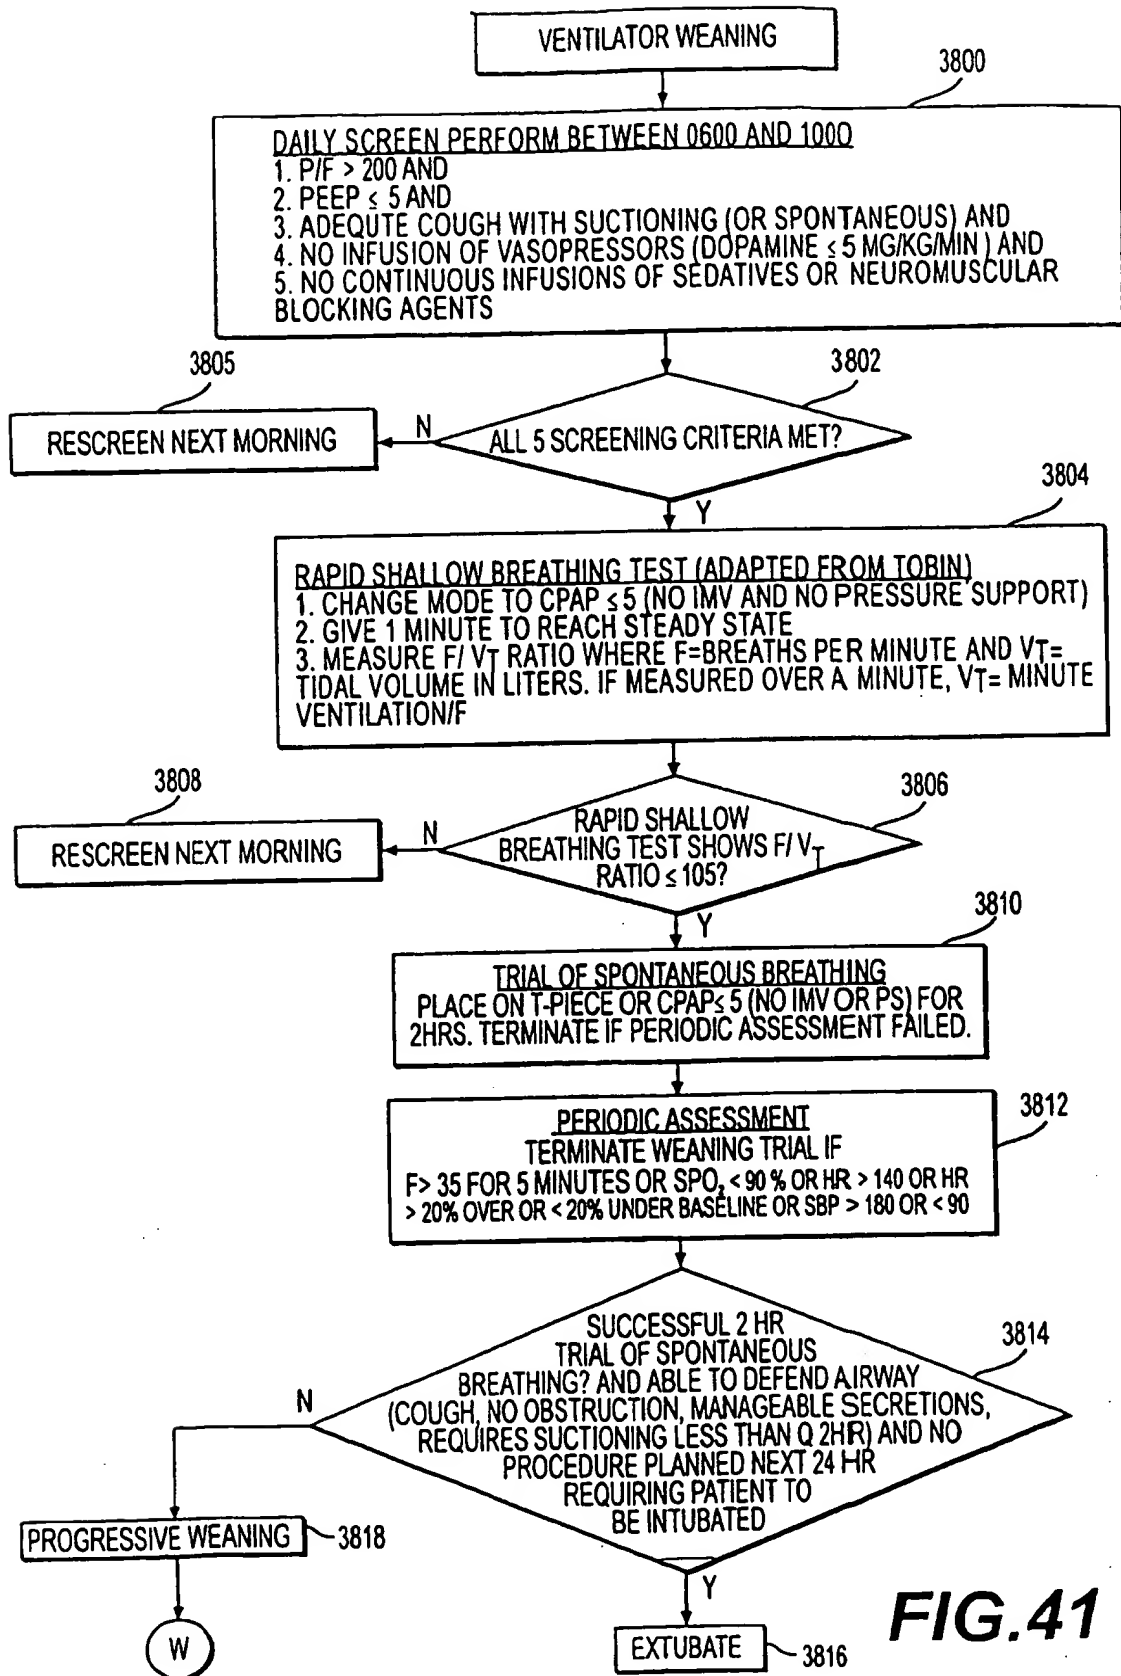 VENTILATOR WEANING
3800
DAILY SCREEN PERFORM BETWEEN 0600 AND 1000
1. P/F > 200 AND
2. PEEP ≤ 5 AND
3. ADEQUTE COUGH WITH SUCTIONING (OR SPONTANEOUS) AND
4. NO INFUSION OF VASOPRESSORS (DOPAMINE ≤ 5 MG/KG/MIN) AND
5. NO CONTINUOUS INFUSIONS OF SEDATIVES OR NEUROMUSCULAR
BLOCKING AGENTS
3805
3802
RESCREEN NEXT MORNING
N
ALL 5 SCREENING CRITERIA MET?
Y
3804
RAPID SHALLOW BREATHING TEST (ADAPTED FROM TOBIN)
1. CHANGE MODE TO CPAP ≤ 5 (NO IMV AND NO PRESSURE SUPPORT)
2. GIVE 1 MINUTE TO REACH STEADY STATE
3. MEASURE F/ VT RATIO WHERE F=BREATHS PER MINUTE AND VT=
TIDAL VOLUME IN LITERS. IF MEASURED OVER A MINUTE, VT= MINUTE
VENTILATION/F
3808
3806
RESCREEN NEXT MORNING
N
RAPID SHALLOW
BREATHING TEST SHOWS F/ VT
RATIO ≤ 105?
Y
3810
TRIAL OF SPONTANEOUS BREATHING
PLACE ON T-PIECE OR CPAP≤ 5 (NO IMV OR PS) FOR
2HRS. TERMINATE IF PERIODIC ASSESSMENT FAILED.
3812
PERIODIC ASSESSMENT
TERMINATE WEANING TRIAL IF
F> 35 FOR 5 MINUTES OR SPO2 < 90 % OR HR > 140 OR HR
> 20% OVER OR < 20% UNDER BASELINE OR SBP > 180 OR < 90
3814
SUCCESSFUL 2 HR
TRIAL OF SPONTANEOUS
BREATHING? AND ABLE TO DEFEND AIRWAY
(COUGH, NO OBSTRUCTION, MANAGEABLE SECRETIONS,
REQUIRES SUCTIONING LESS THAN Q 2HR) AND NO
PROCEDURE PLANNED NEXT 24 HR
REQUIRING PATIENT TO
BE INTUBATED
N
PROGRESSIVE WEANING
3818
W
Y
EXTUBATE
3816
FIG.41